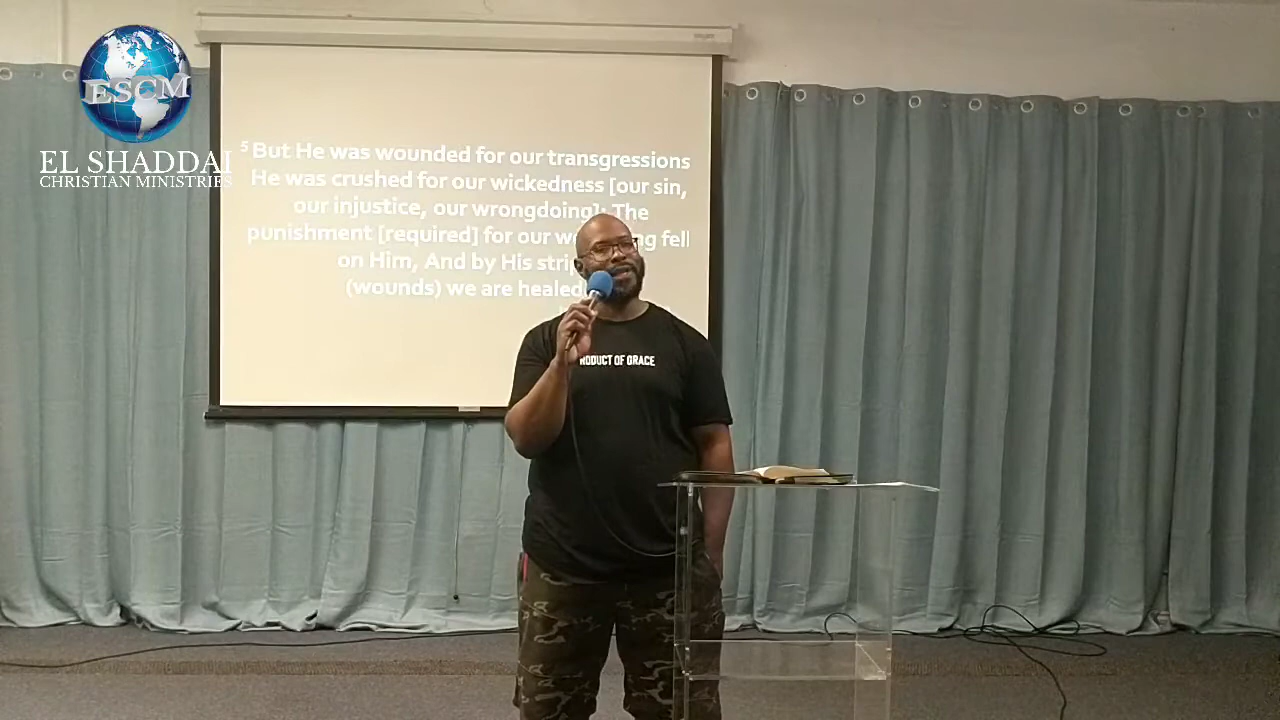 ESCM
EL SHADDAI
CHRISTIAN MINISTRIES
5 But He was wounded for our transgressions
He was crushed for our wickedness [our sin,
our injustice, our wrongdoing]; The
punishment [required] for our fell
on Him, And by His
(wounds) we are healed
RODUCT OF GRACE